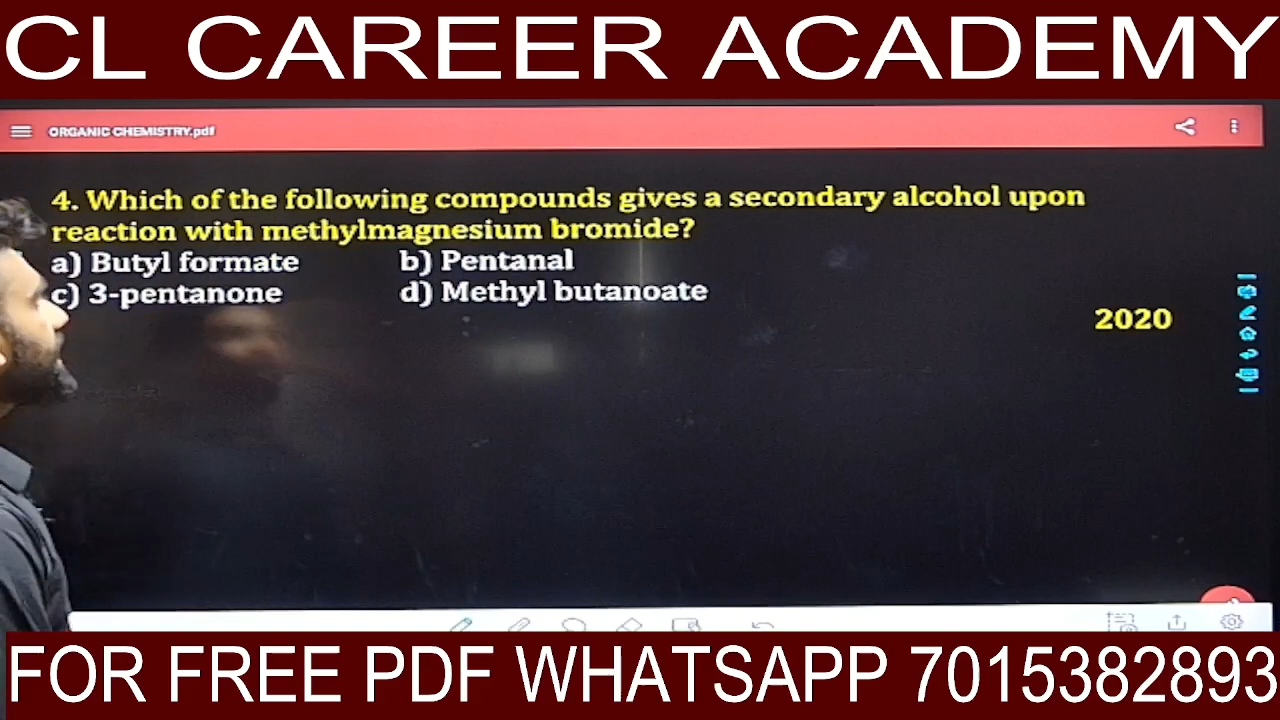 CL CAREER ACADEMY
ORGANIC CHEMISTRY.pdf
4. Which of the following compounds gives a secondary alcohol upon
reaction with methylmagnesium bromide?
a) Butyl formate b) Pentanal
c) 3-pentanone d) Methyl butanoate
2020
FOR FREE PDF WHATSAPP 7015382893